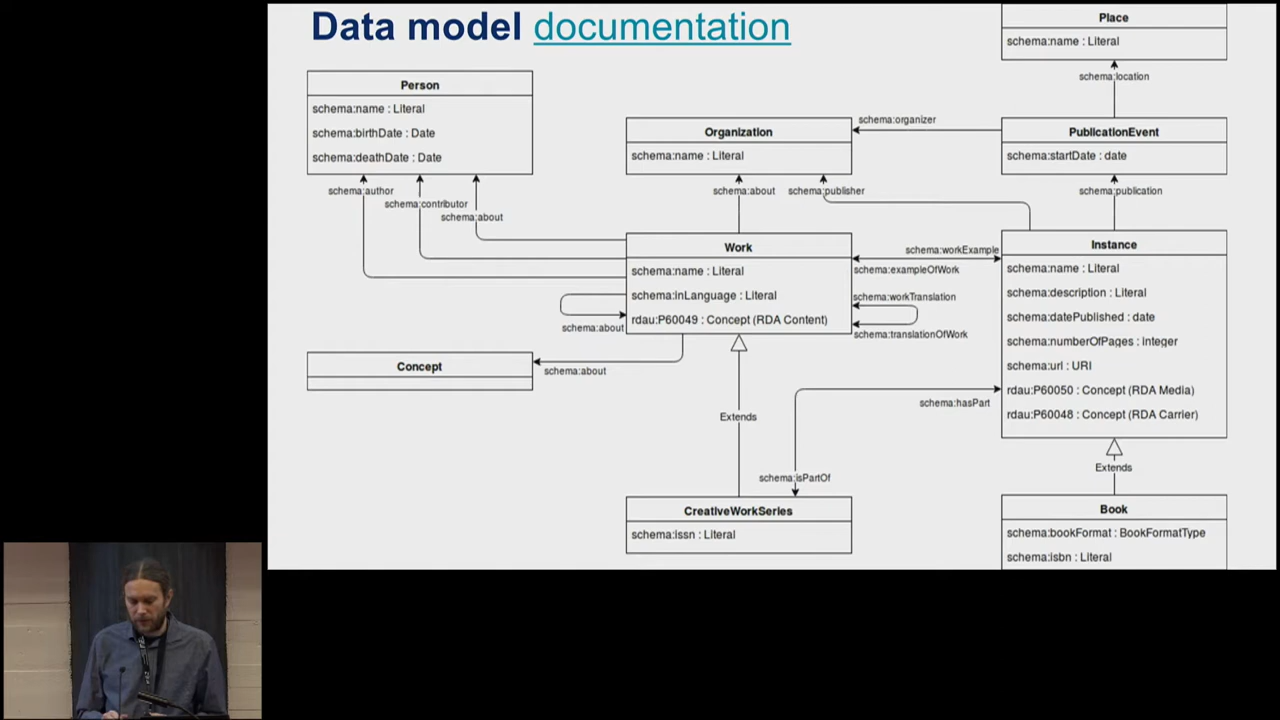 Data model documentation
Person
schema:name : Literal
schema:birthDate : Date
schema:deathDate : Date
schema:author
schema:contributor
schema:about
Organization
schema:name : Literal
schema:about
schema:publisher
schema:organizer
Place
schema:name : Literal
schema:location
PublicationEvent
schema:startDate : date
schema:publication
Work
schema:name : Literal
schema:inLanguage : Literal
rdau:P60049 : Concept (RDA Content)
schema:about
schema:workExample
schema:exampleOfWork
schema:workTranslation
schema:translationOfWork
Instance
schema:name : Literal
schema:description : Literal
schema:datePublished : date
schema:numberOfPages : integer
schema:url : URI
rdau:P60050 : Concept (RDA Media)
rdau:P60048 : Concept (RDA Carrier)
Concept
schema:about
Extends
schema:hasPart
schema:isPartOf
Extends
CreativeWorkSeries
schema:issn : Literal
Book
schema:bookFormat : BookFormatType
schema:isbn : Literal